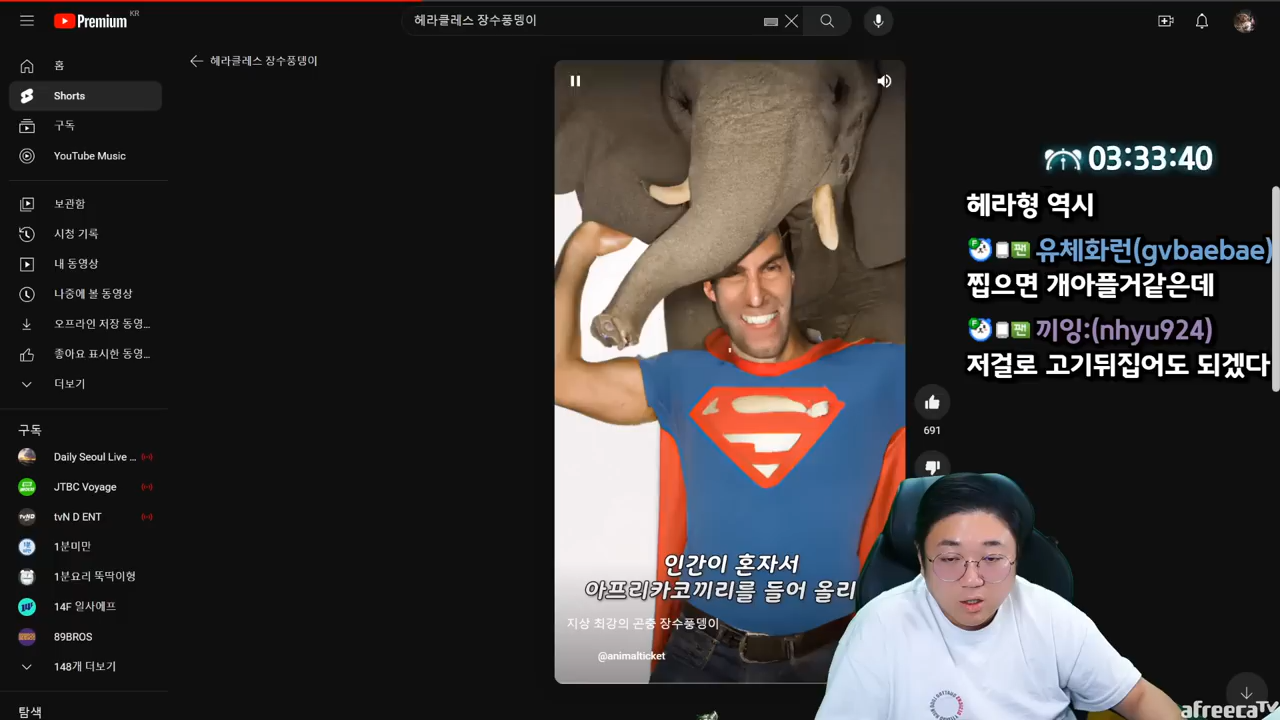 Premium KR
헤라클레스 장수풍뎅이
헤라클레스 장수풍뎅이
홈
Shorts
구독
YouTube Music
보관함
시청 기록
내 동영상
나중에 볼 동영상
오프라인 저장 동영...
좋아요 표시한 동영...
더보기
구독
Daily Seoul Live ...
JTBC Voyage
tvN D ENT
1분미만
1분요리 뚝딱이형
14F 일사에프
89BROS
148개 더보기
탐색
인간이 혼자서
아프리카코끼리를 들어 올리
지상 최강의 곤충 장수풍뎅이
@animalticket
691
03:33:40
헤라형 역시
유체화런(gvbaebae)
찝으면 개아플거같은데
끼잉:(nhyu924)
저걸로 고기뒤집어도 되겠다
afreecaTV